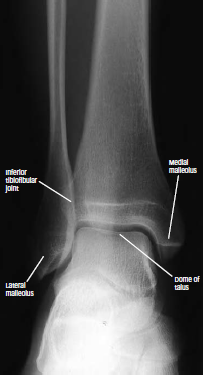 Inferior
tibiofibular
joint
Medial
malleolus
Lateral
malleolus
Dome of
talus